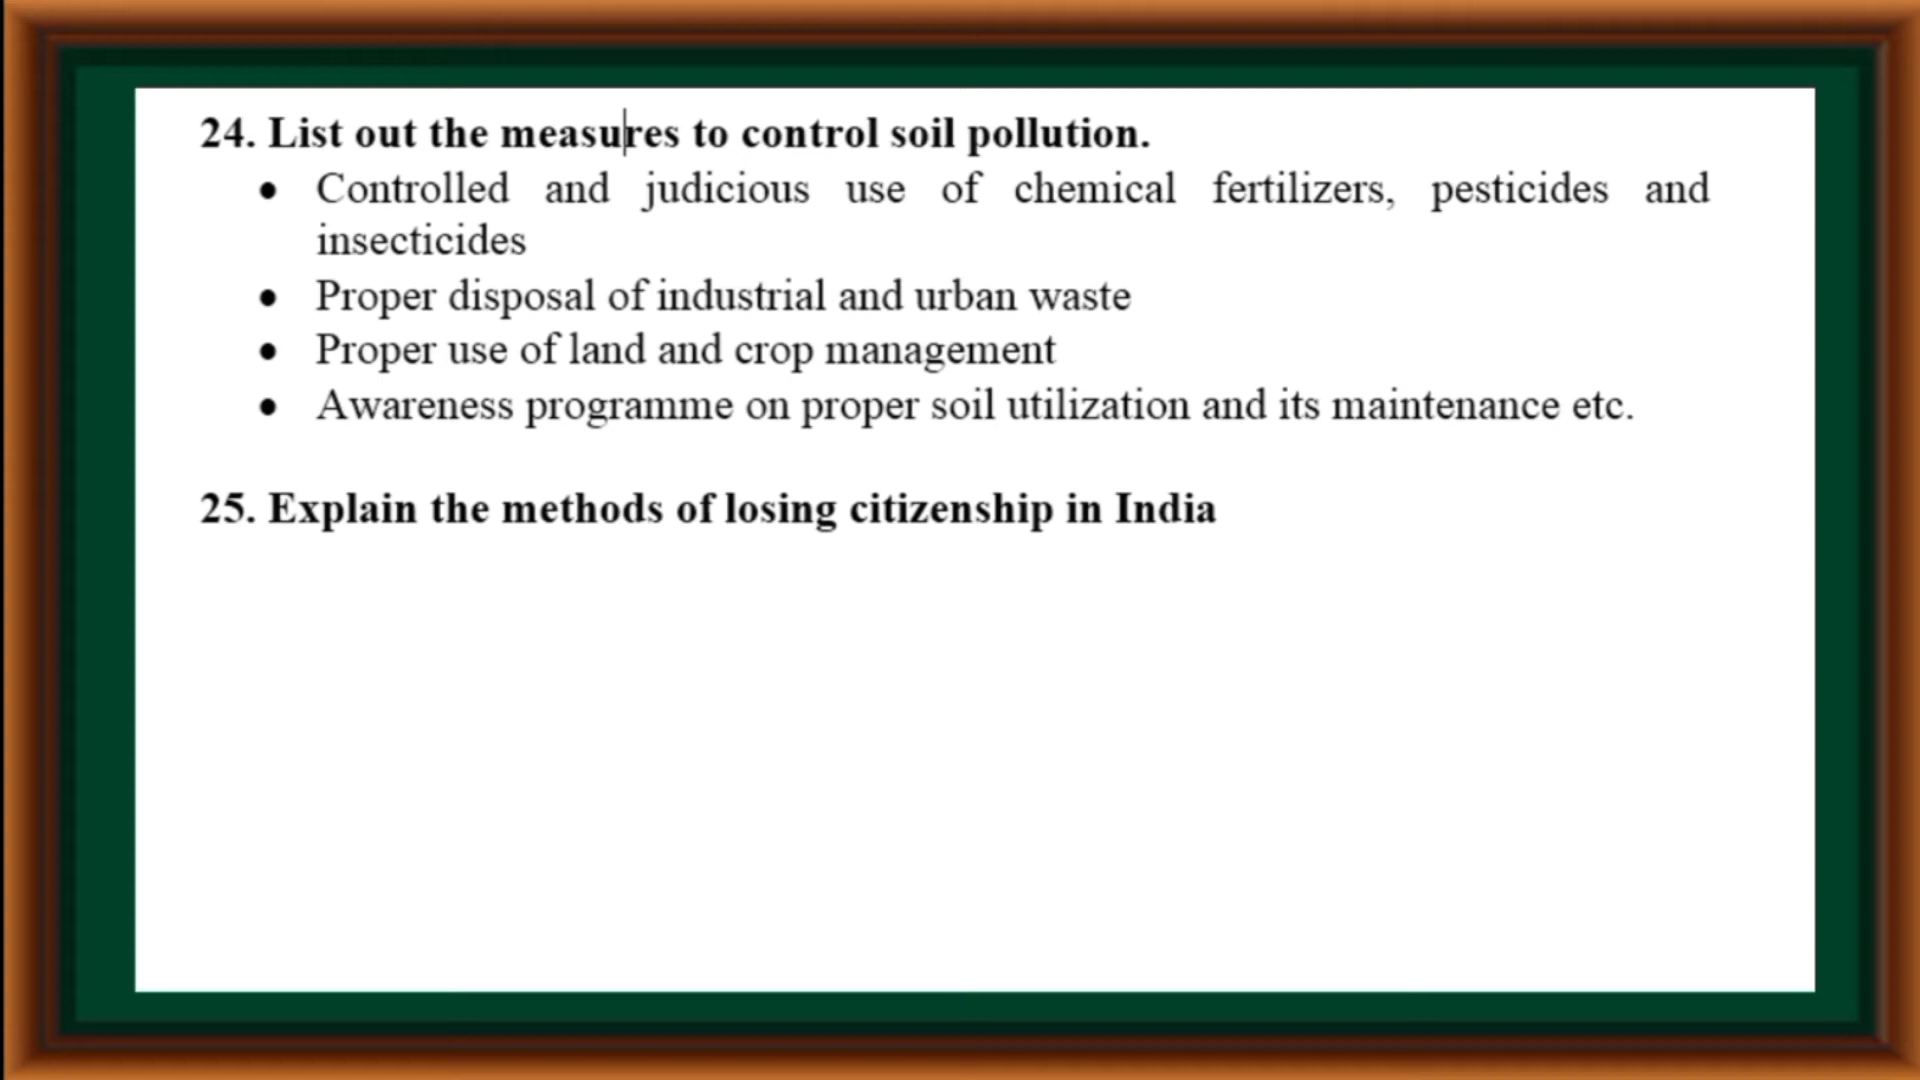 24. List out the measures to control soil pollution.
● Controlled and judicious use of chemical fertilizers, pesticides and
insecticides
● Proper disposal of industrial and urban waste
● Proper use of land and crop management
● Awareness programme on proper soil utilization and its maintenance etc.
25. Explain the methods of losing citizenship in India